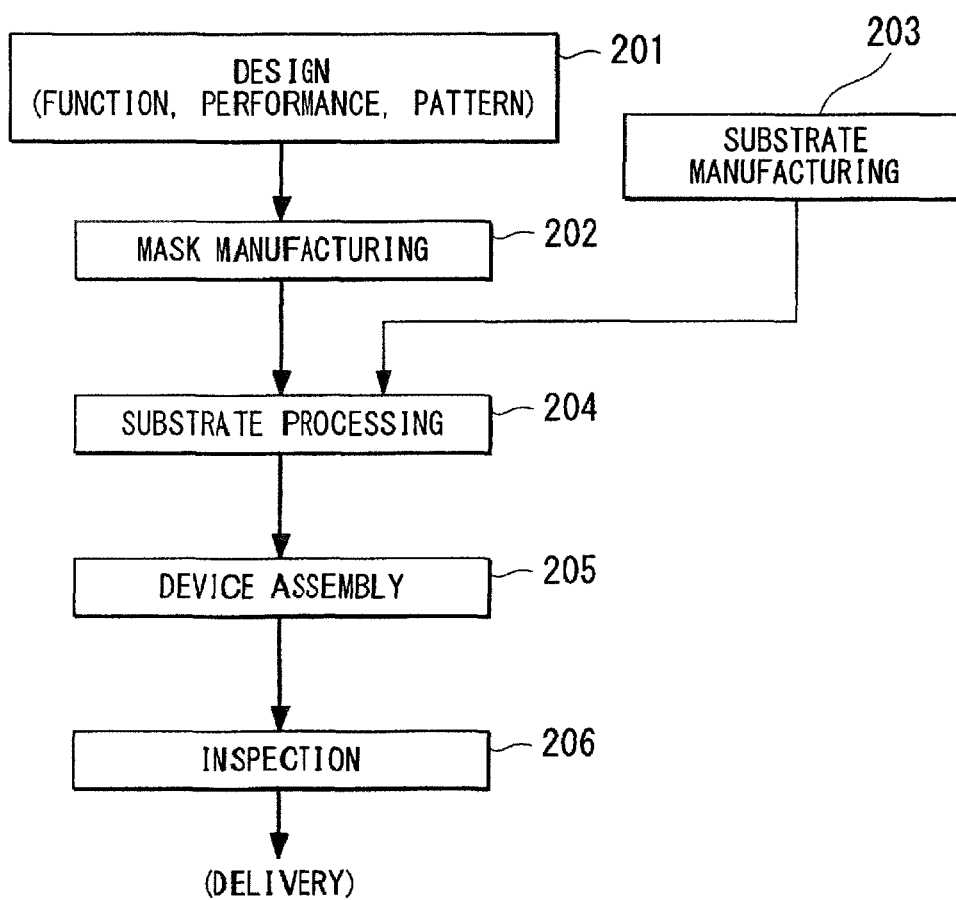 201
DESIGN
(FUNCTION, PERFORMANCE, PATTERN)
203
SUBSTRATE
MANUFACTURING
MASK MANUFACTURING
202
SUBSTRATE PROCESSING
204
DEVICE ASSEMBLY
205
INSPECTION
206
(DELIVERY)